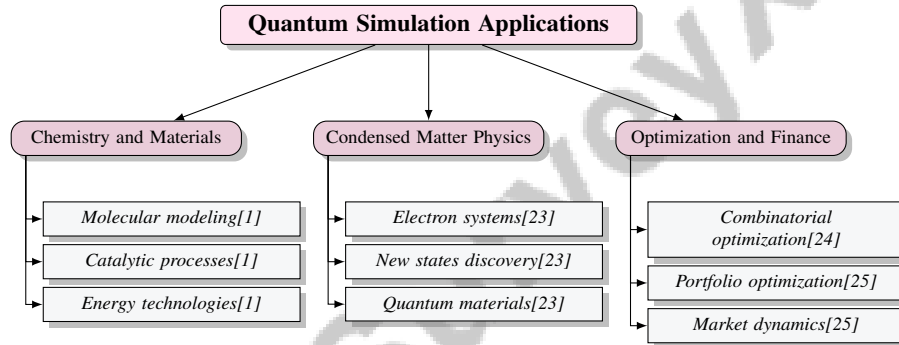 Quantum Simulation Applications
Chemistry and Materials
Condensed Matter Physics
Optimization and Finance
Molecular modeling[1]
Catalytic processes[1]
Energy technologies[1]
Electron systems[23]
New states discovery[23]
Quantum materials[23]
Combinatorial
optimization[24]
Portfolio optimization[25]
Market dynamics[25]